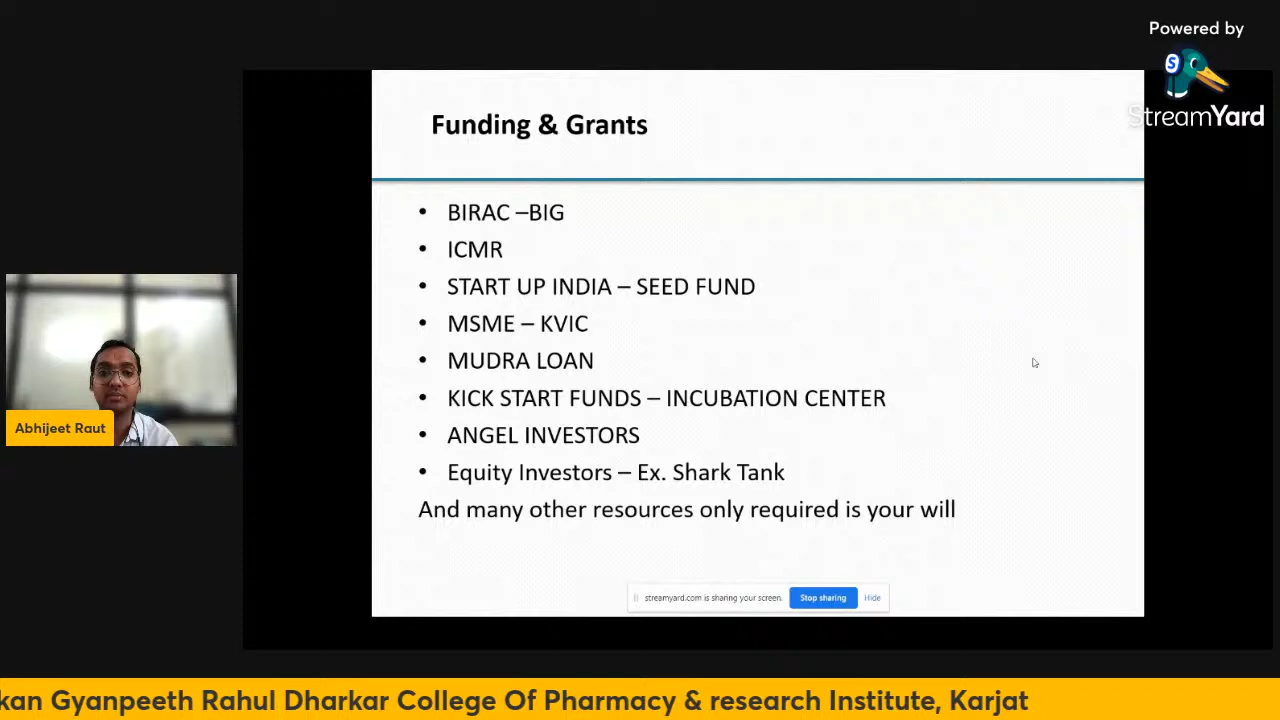 Powered by
StreamYard
Funding & Grants
• BIRAC –BIG
• ICMR
• START UP INDIA – SEED FUND
• MSME – KVIC
• MUDRA LOAN
• KICK START FUNDS – INCUBATION CENTER
• ANGEL INVESTORS
• Equity Investors – Ex. Shark Tank
And many other resources only required is your will
Abhijeet Raut
streamyard.com is sharing your screen. Stop sharing Hide
kan Gyanpeeth Rahul Dharkar College Of Pharmacy & research Institute, Karjat